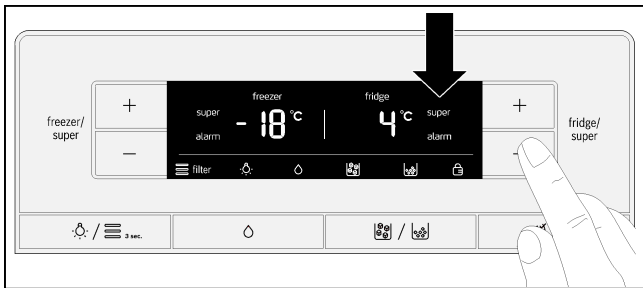 freezer/
super
+
—
freezer
super
alarm
-18°C
fridge
4°C
super
alarm
filter
+
fridge/
super
/
3 sec.
/